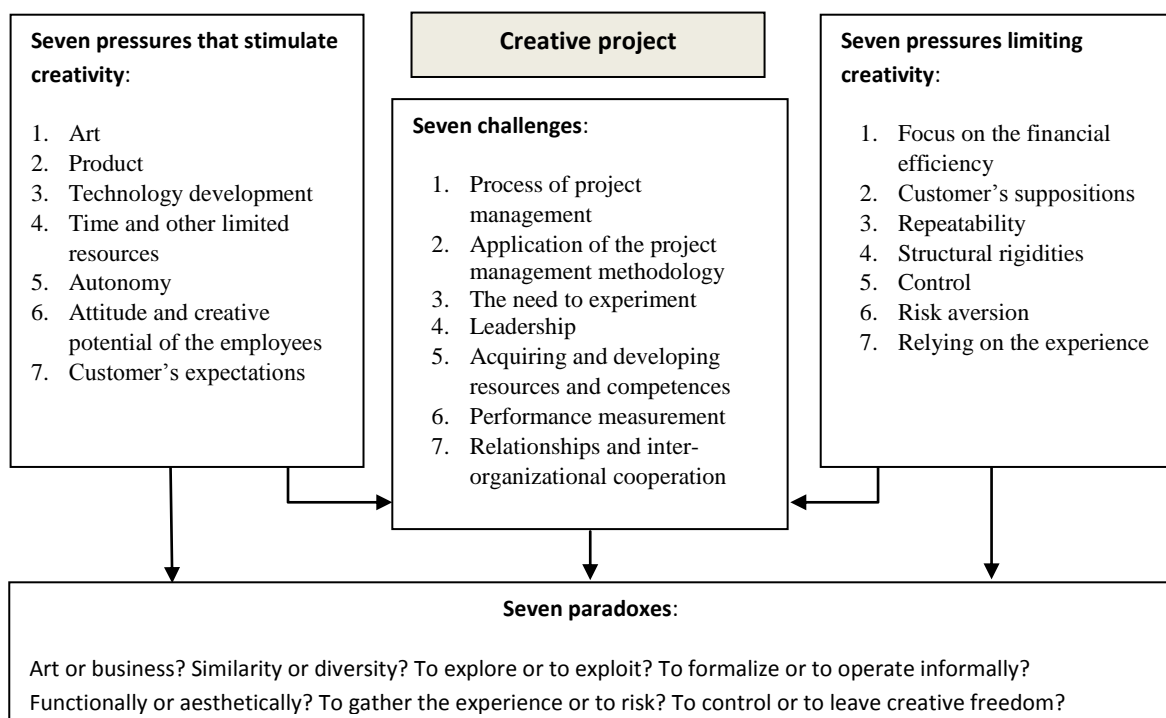 Seven pressures that stimulate
creativity:
1. Art
2. Product
3. Technology development
4. Time and other limited
resources
5. Autonomy
6. Attitude and creative
potential of the employees
7. Customer’s expectations
Creative project
Seven challenges:
1. Process of project
management
2. Application of the project
management methodology
3. The need to experiment
4. Leadership
5. Acquiring and developing
resources and competences
6. Performance measurement
7. Relationships and inter-
organizational cooperation
Seven pressures limiting
creativity:
1. Focus on the financial
efficiency
2. Customer’s suppositions
3. Repeatability
4. Structural rigidities
5. Control
6. Risk aversion
7. Relying on the experience
Seven paradoxes:
Art or business? Similarity or diversity? To explore or to exploit? To formalize or to operate informally?
Functionally or aesthetically? To gather the experience or to risk? To control or to leave creative freedom?